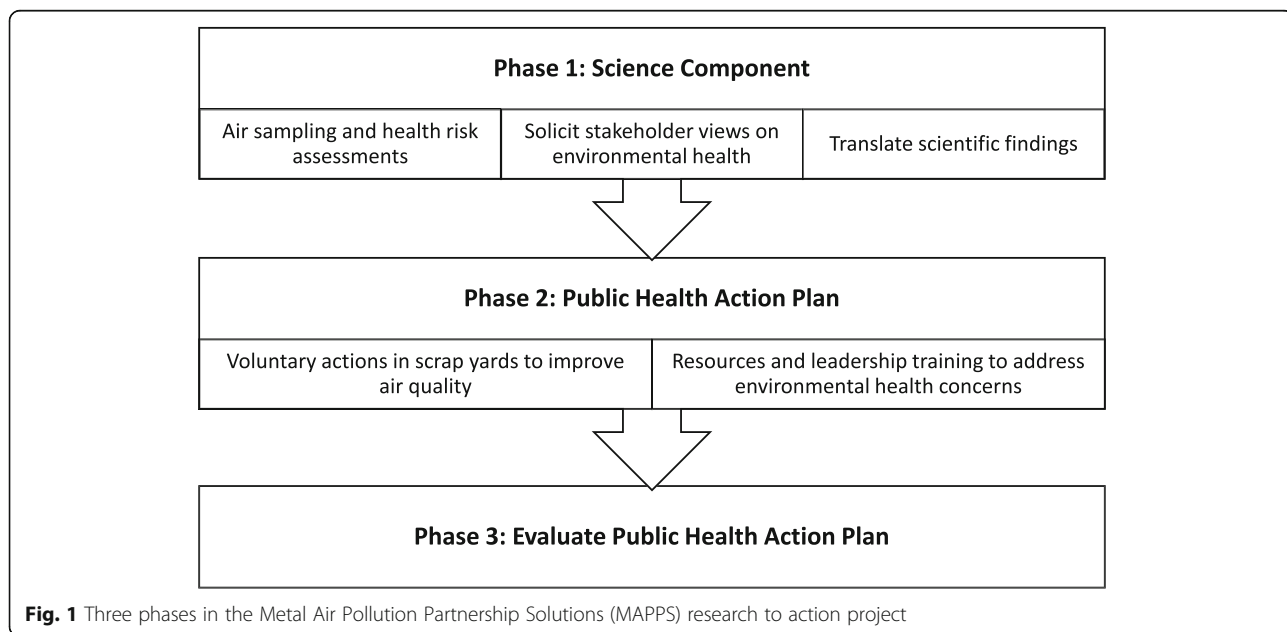 Phase 1: Science Component
Air sampling and health risk
assessments
Solicit stakeholder views on
environmental health
Translate scientific findings
Phase 2: Public Health Action Plan
Voluntary actions in scrap yards to improve
air quality
Resources and leadership training to address
environmental health concerns
Phase 3: Evaluate Public Health Action Plan
Fig. 1 Three phases in the Metal Air Pollution Partnership Solutions (MAPPS) research to action project